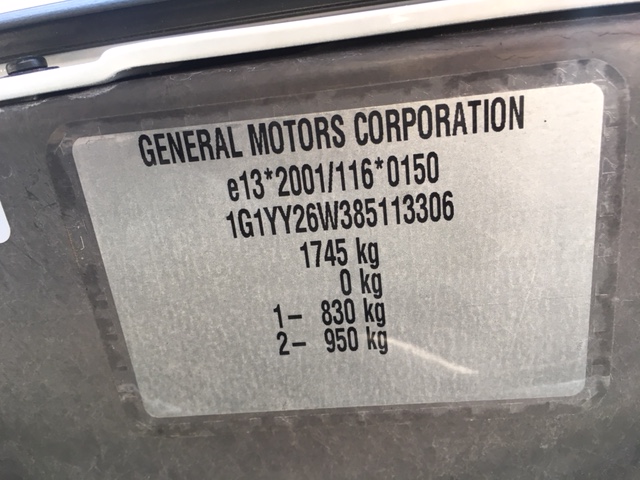 GENERAL MOTORS CORPORATION
e13*2001/116*0150
1G1YY26W385113306
1745 kg
0 kg
1– 830 kg
2– 950 kg